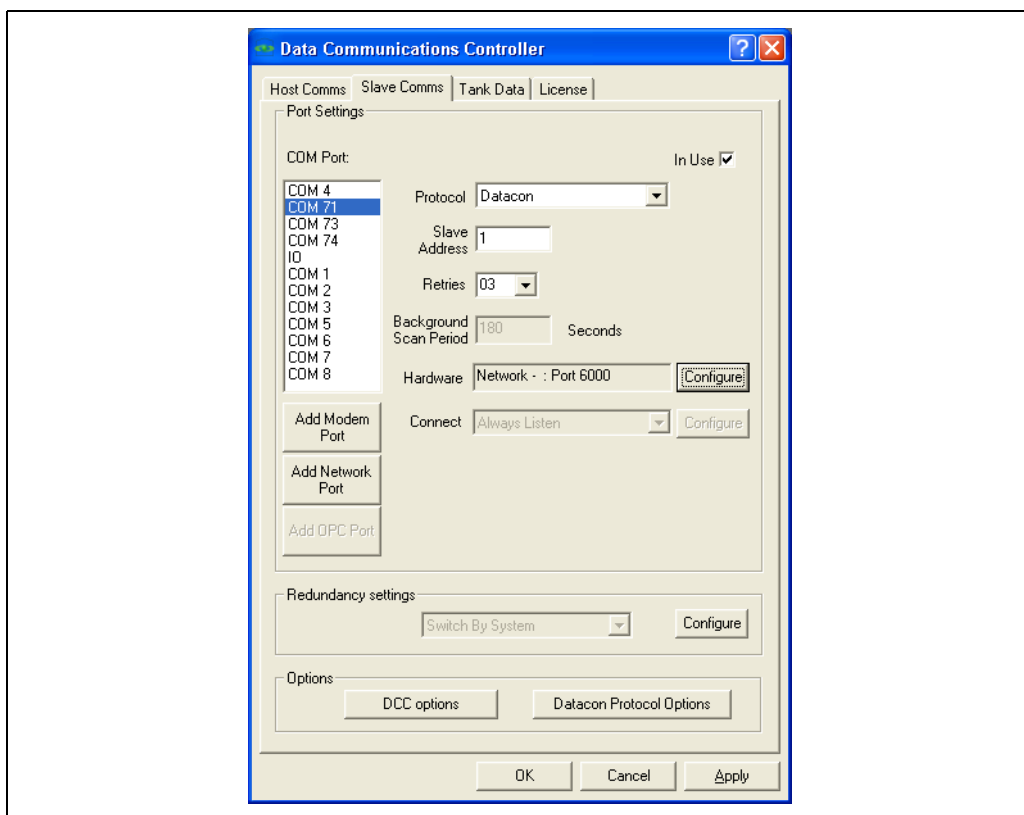 Data Communications Controller
Host Comms Slave Comms Tank Data License
Port Settings
COM Port:
In Use
COM 4
COM 71
COM 73
COM 74
IO
COM 1
COM 2
COM 3
COM 5
COM 6
COM 7
COM 8
Protocol Datacon
Slave
Address
1
Retries 03
Background
Scan Period
180 Seconds
Hardware Network - : Port 6000 Configure
Connect Always Listen Configure
Add Modem
Port
Add Network
Port
Add OPC Port
Redundancy settings
Switch By System Configure
Options
DCC options Datacon Protocol Options
OK Cancel Apply